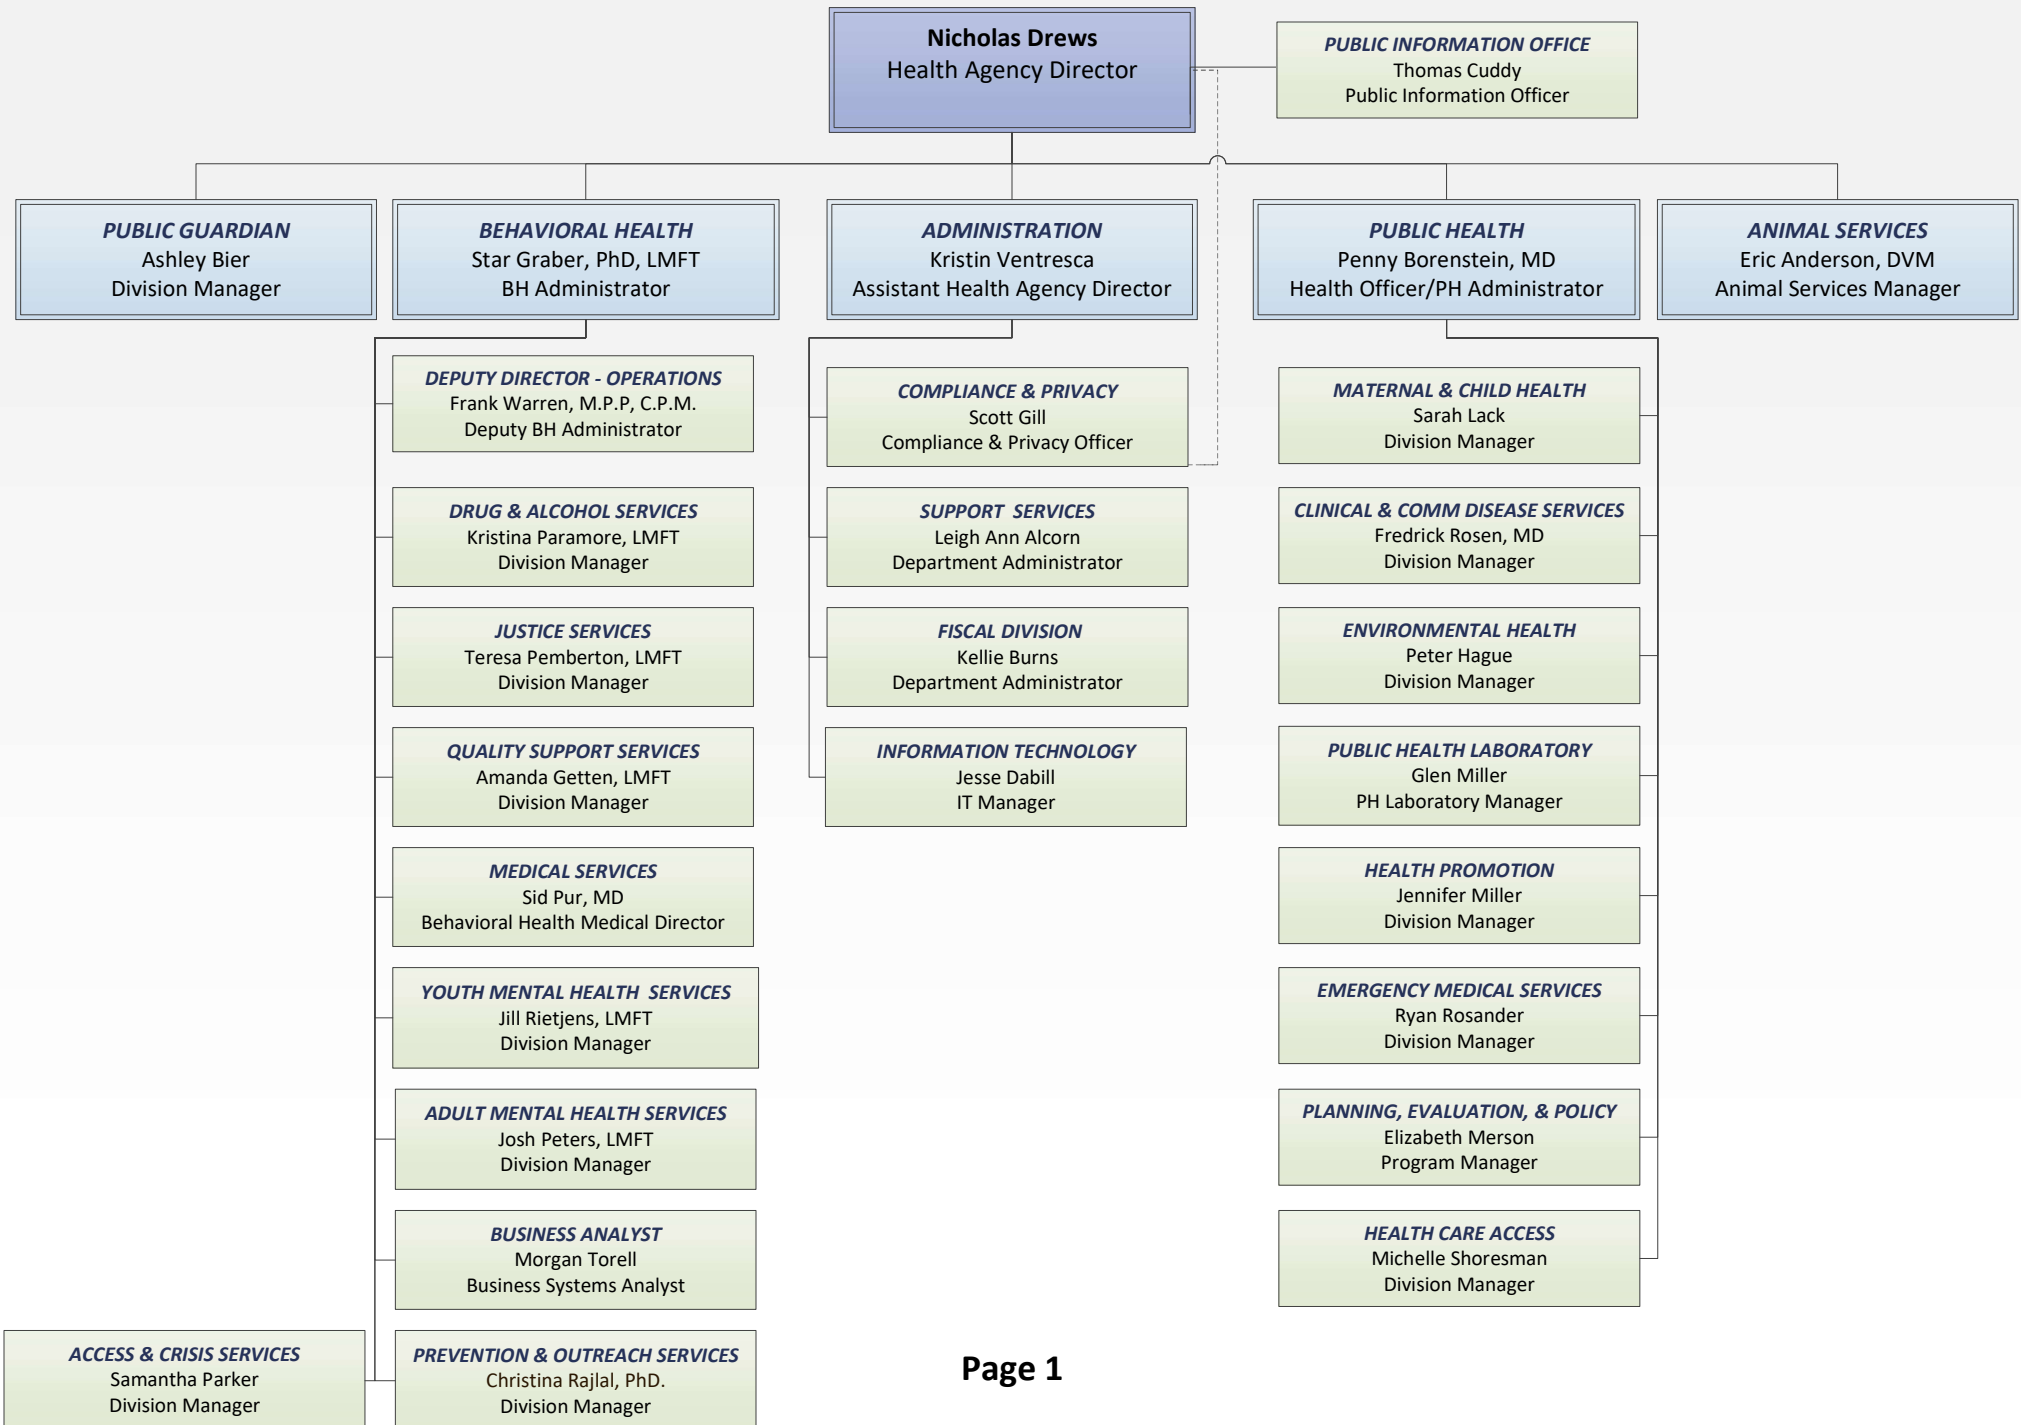 Nicholas Drews
Health Agency Director
PUBLIC INFORMATION OFFICE
Thomas Cuddy
Public Information Officer
PUBLIC GUARDIAN
Ashley Bier
Division Manager
BEHAVIORAL HEALTH
Star Graber, PhD, LMFT
BH Administrator
ADMINISTRATION
Kristin Ventresca
Assistant Health Agency Director
PUBLIC HEALTH
Penny Borenstein, MD
Health Officer/PH Administrator
ANIMAL SERVICES
Eric Anderson, DVM
Animal Services Manager
DEPUTY DIRECTOR - OPERATIONS
Frank Warren, M.P.P, C.P.M.
Deputy BH Administrator
DRUG & ALCOHOL SERVICES
Kristina Paramore, LMFT
Division Manager
JUSTICE SERVICES
Teresa Pemberton, LMFT
Division Manager
QUALITY SUPPORT SERVICES
Amanda Getten, LMFT
Division Manager
MEDICAL SERVICES
Sid Pur, MD
Behavioral Health Medical Director
YOUTH MENTAL HEALTH SERVICES
Jill Rietjens, LMFT
Division Manager
ADULT MENTAL HEALTH SERVICES
Josh Peters, LMFT
Division Manager
BUSINESS ANALYST
Morgan Torell
Business Systems Analyst
ACCESS & CRISIS SERVICES
Samantha Parker
Division Manager
PREVENTION & OUTREACH SERVICES
Christina Rajlal, PhD.
Division Manager
COMPLIANCE & PRIVACY
Scott Gill
Compliance & Privacy Officer
SUPPORT SERVICES
Leigh Ann Alcorn
Department Administrator
FISCAL DIVISION
Kellie Burns
Department Administrator
INFORMATION TECHNOLOGY
Jesse Dabill
IT Manager
MATERNAL & CHILD HEALTH
Sarah Lack
Division Manager
CLINICAL & COMM DISEASE SERVICES
Fredrick Rosen, MD
Division Manager
ENVIRONMENTAL HEALTH
Peter Hague
Division Manager
PUBLIC HEALTH LABORATORY
Glen Miller
PH Laboratory Manager
HEALTH PROMOTION
Jennifer Miller
Division Manager
EMERGENCY MEDICAL SERVICES
Ryan Rosander
Division Manager
PLANNING, EVALUATION, & POLICY
Elizabeth Merson
Program Manager
HEALTH CARE ACCESS
Michelle Shoresman
Division Manager
Page 1